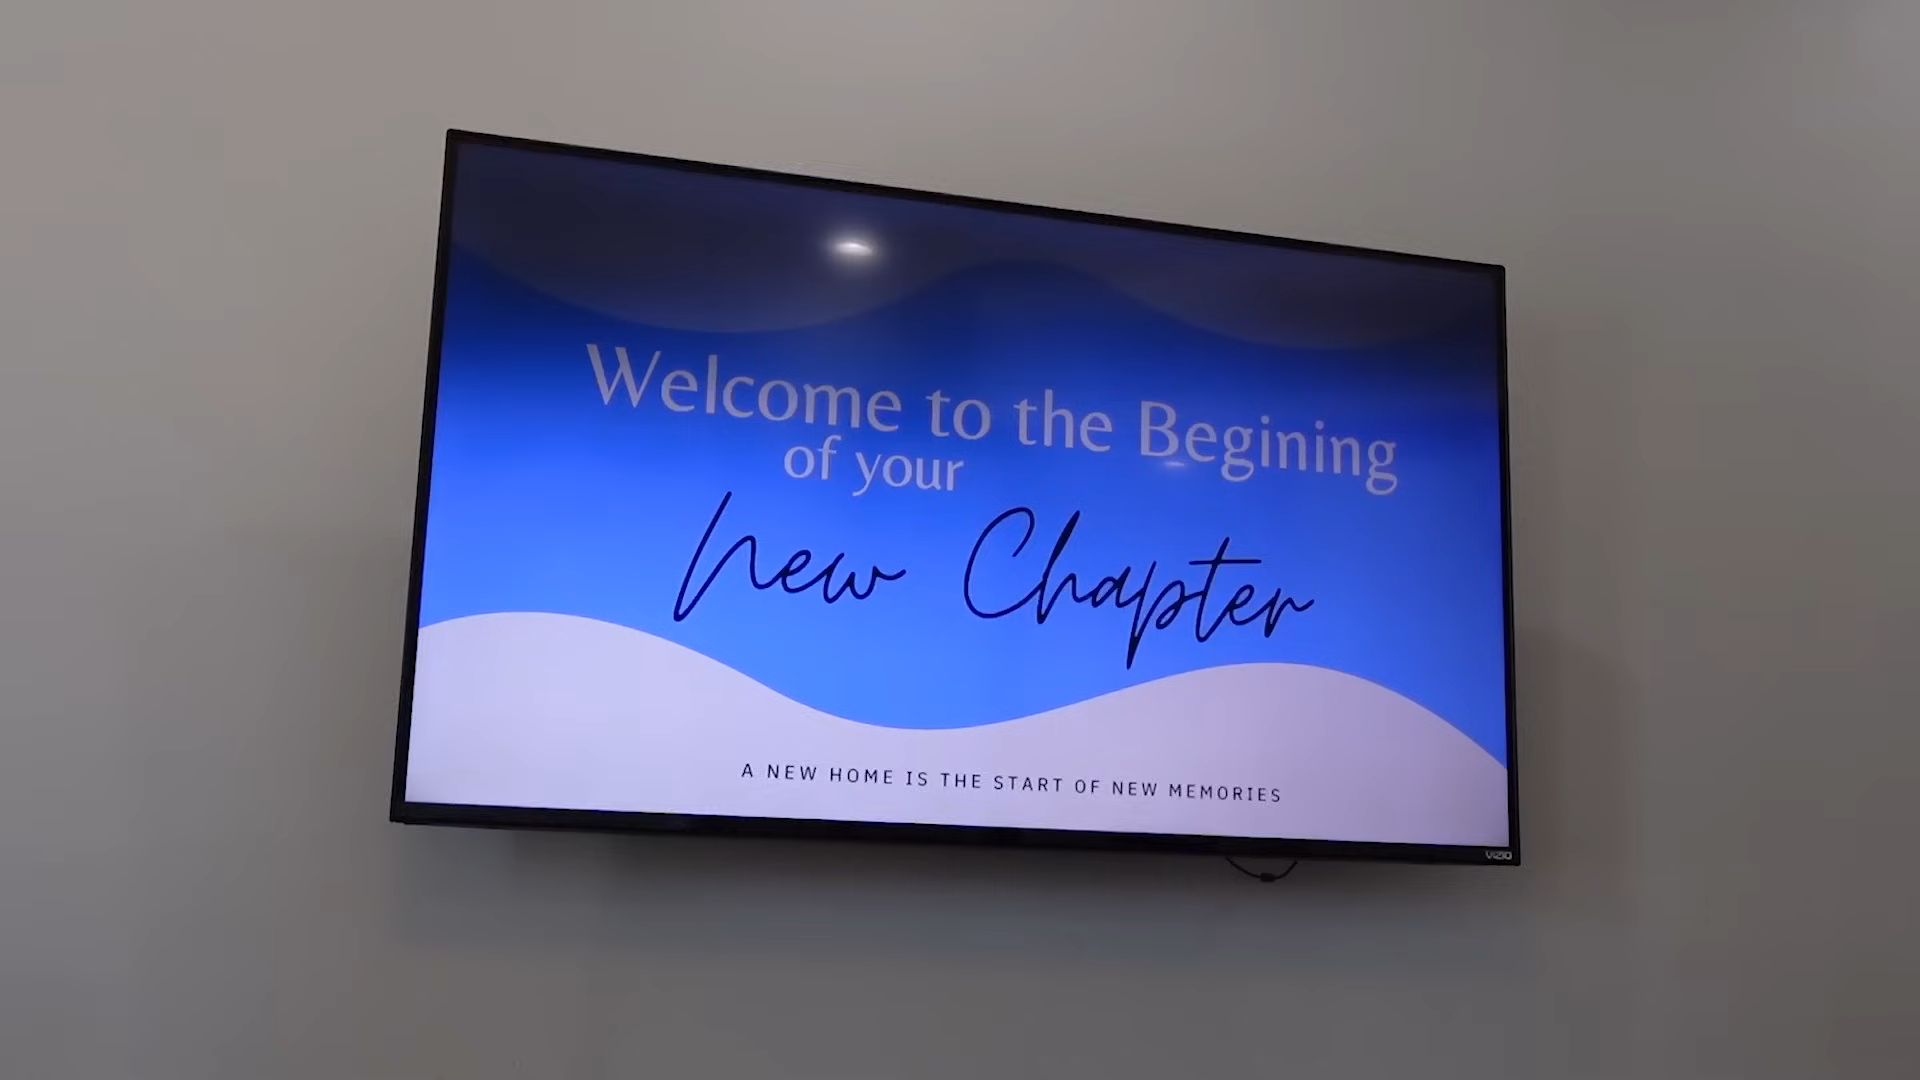 Welcome to the Begining
of your
New Chapter
A NEW HOME IS THE START OF NEW MEMORIES
VIZIO